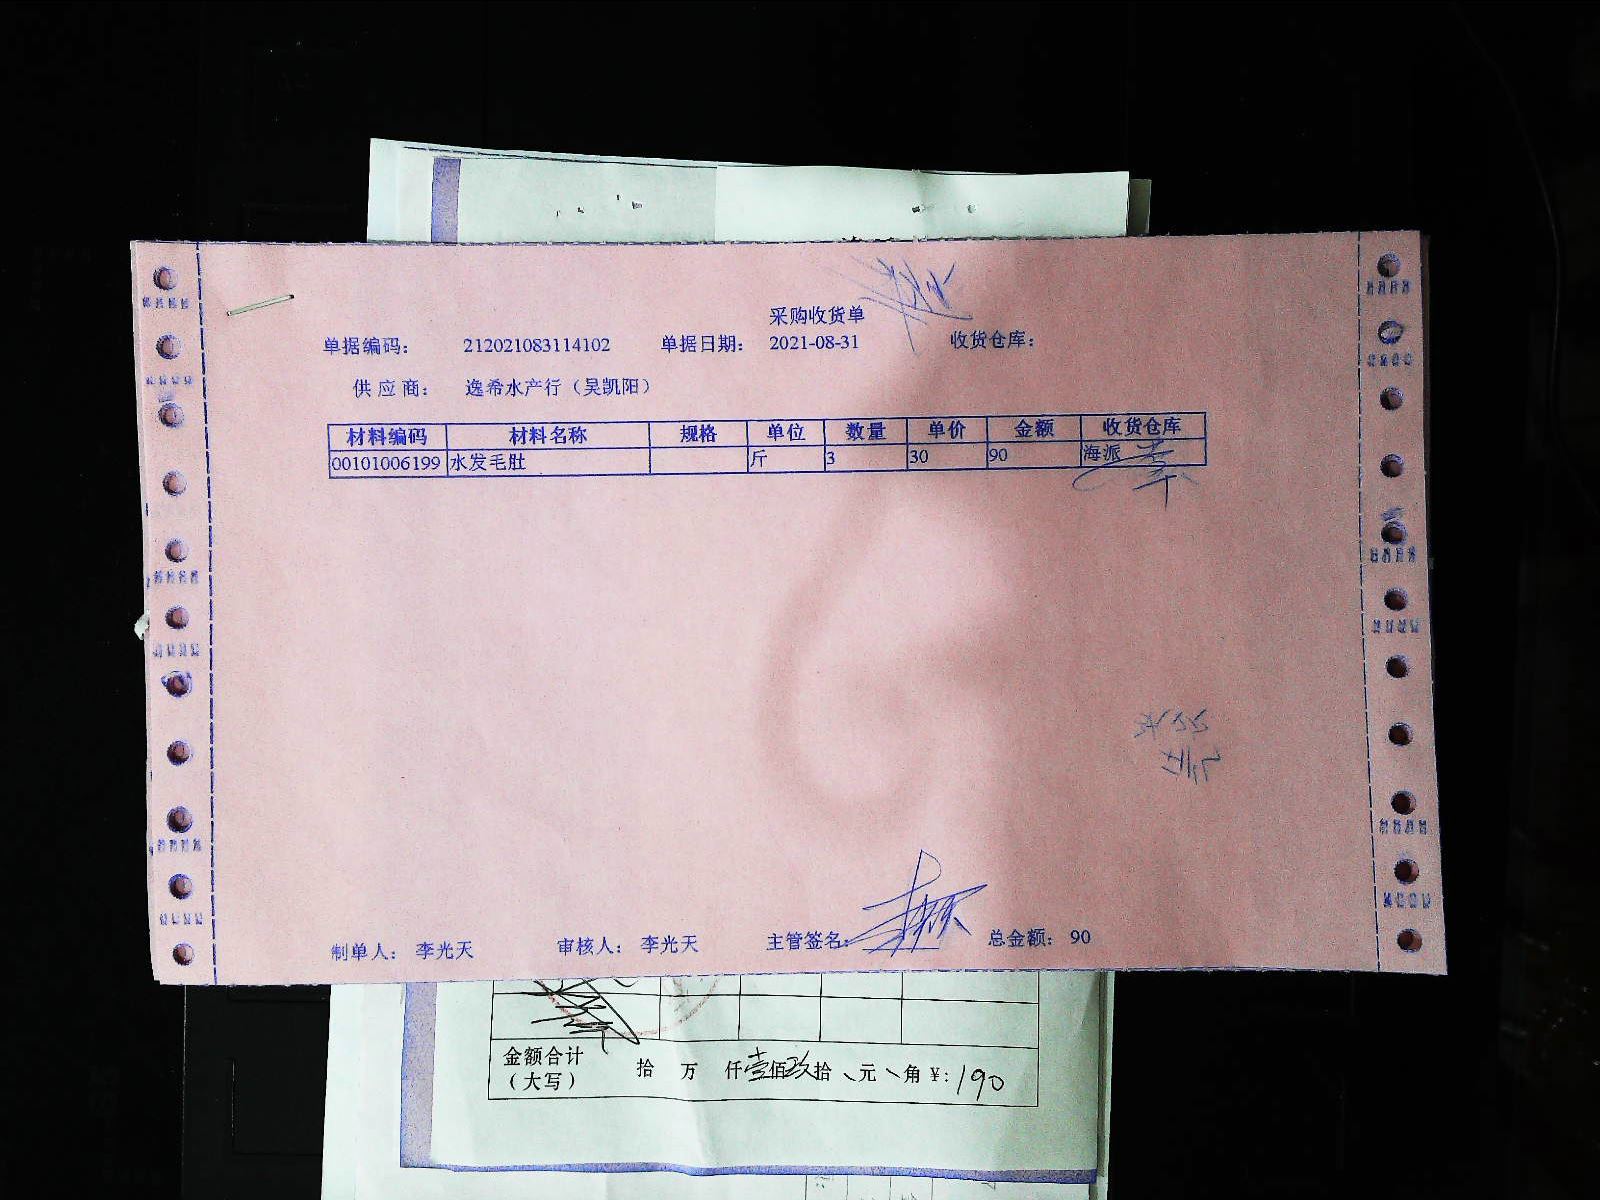 采购收货单
单据编码： 212021083114102 单据日期： 2021-08-31 收货仓库：
供 应 商： 逸希水产行（吴凯阳）
材料编码 材料名称 规格 单位 数量 单价 金额 收货仓库
00101006199 水发毛肚 斤 3 30 90 海派
制单人： 李光天 审核人： 李光天 主管签名： 总金额： 90
金额合计 拾 万 仟壹佰玖拾、元、角 ¥：190
（大写）